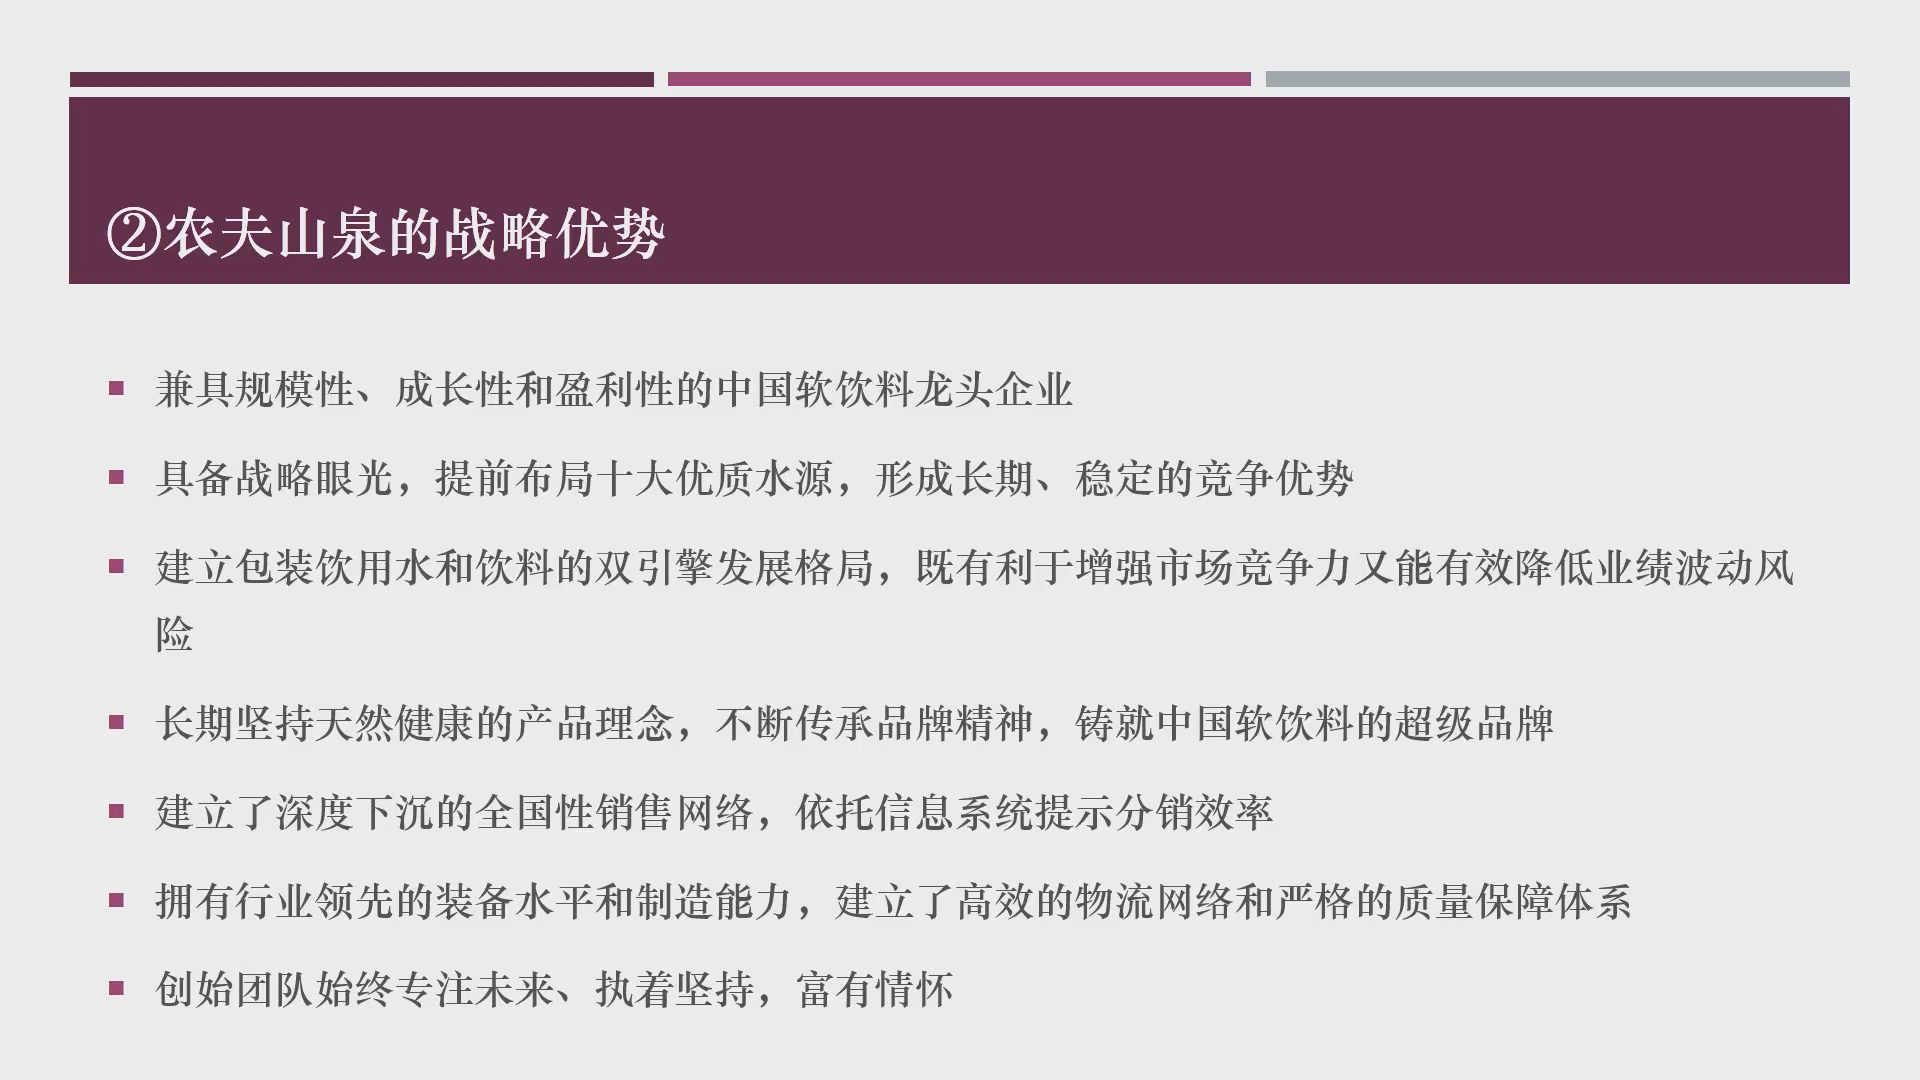 ②农夫山泉的战略优势
兼具规模性、成长性和盈利性的中国软饮料龙头企业
具备战略眼光，提前布局十大优质水源，形成长期、稳定的竞争优势
建立包装饮用水和饮料的双引擎发展格局，既有利于增强市场竞争力又能有效降低业绩波动风
险
长期坚持天然健康的产品理念，不断传承品牌精神，铸就中国软饮料的超级品牌
建立了深度下沉的全国性销售网络，依托信息系统提示分销效率
拥有行业领先的装备水平和制造能力，建立了高效的物流网络和严格的质量保障体系
创始团队始终专注未来、执着坚持，富有情怀